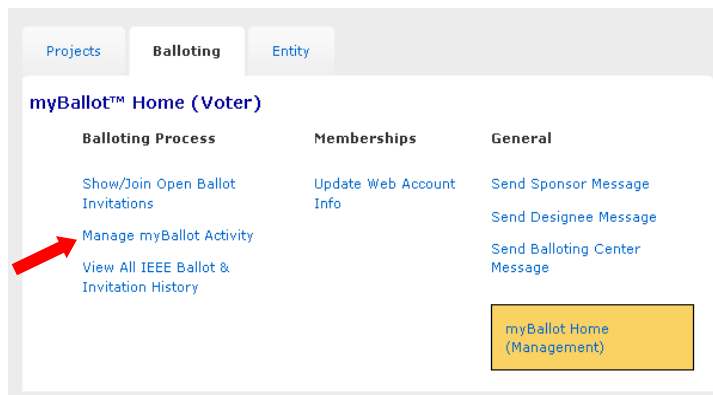 Projects
Balloting
Entity
myBallot™ Home (Voter)
Balloting Process
Show/Join Open Ballot
Invitations
Manage myBallot Activity
View All IEEE Ballot &
Invitation History
Memberships
Update Web Account
Info
General
Send Sponsor Message
Send Designee Message
Send Balloting Center
Message
myBallot Home
(Management)